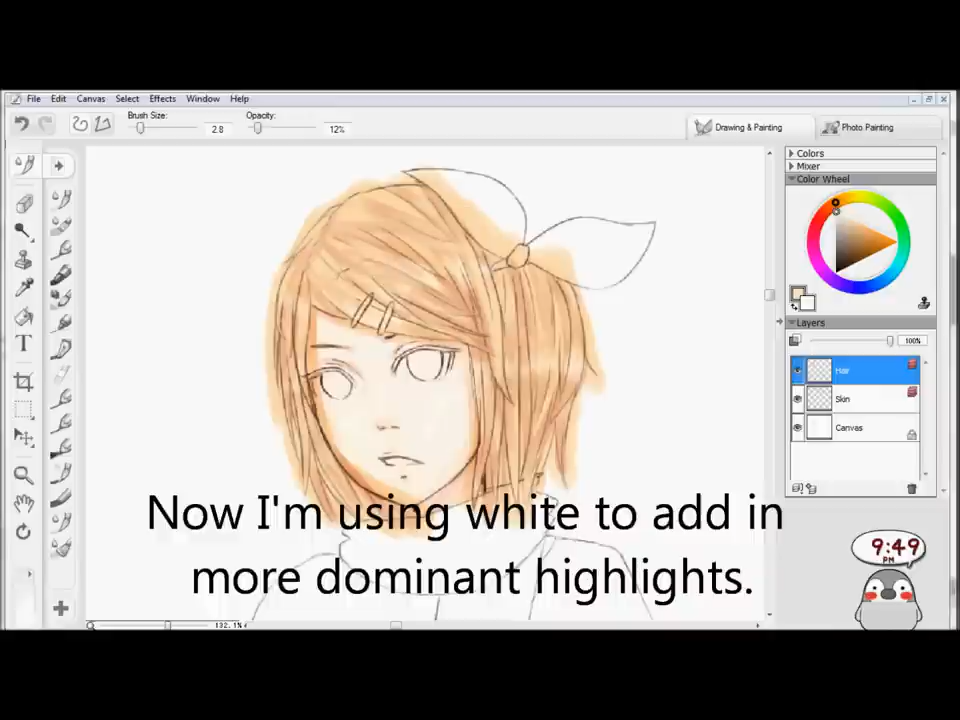 File Edit Canvas Select Effects Window Help
Brush Size: Opacity:
2.8 12%
Drawing & Painting Photo Painting
Colors
Mixer
Color Wheel
Layers
100%
Hair
Skin
Canvas
T
Now I'm using white to add in
more dominant highlights.
9:49
PM
132.1%